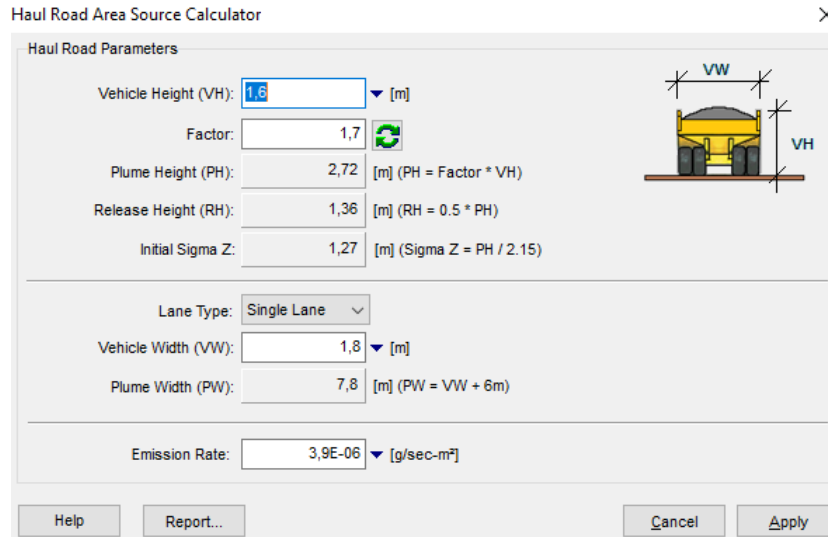 Haul Road Area Source Calculator
Haul Road Parameters
VW
Vehicle Height (VH): 1,6 [m]
Factor: 1,7
VH
Plume Height (PH): 2,72 [m] (PH = Factor * VH)
Release Height (RH): 1,36 [m] (RH = 0.5 * PH)
Initial Sigma Z: 1,27 [m] (Sigma Z = PH / 2.15)
Lane Type: Single Lane
Vehicle Width (VW): 1,8 [m]
Plume Width (PW): 7,8 [m] (PW = VW + 6m)
Emission Rate: 3,9E-06 [g/sec-m²]
Help Report... Cancel Apply